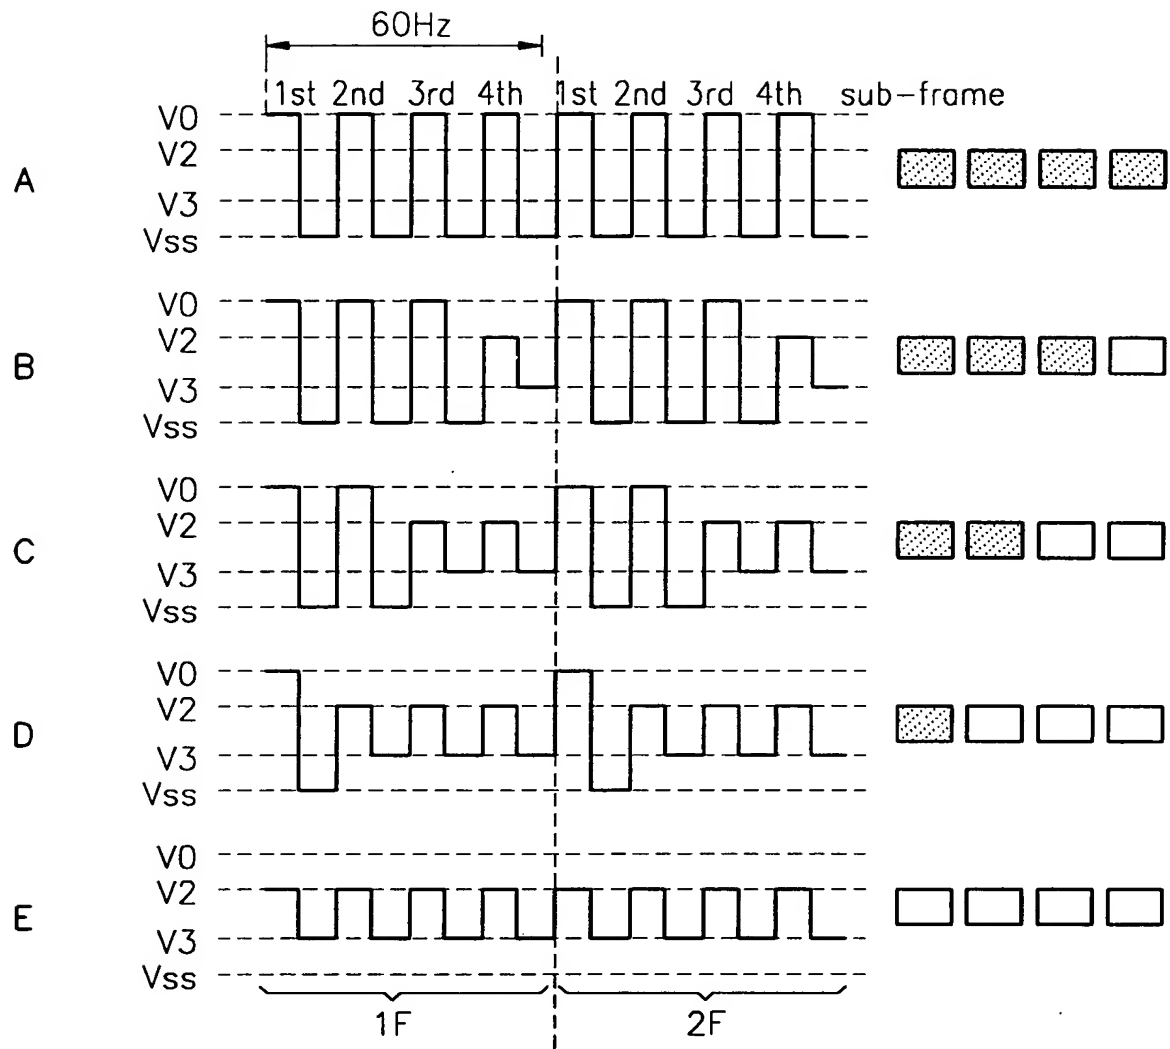 60Hz
1st 2nd 3rd 4th 1st 2nd 3rd 4th sub-frame
A
V0
V2
V3
Vss
B
V0
V2
V3
Vss
C
V0
V2
V3
Vss
D
V0
V2
V3
Vss
E
V0
V2
V3
Vss
1F 2F